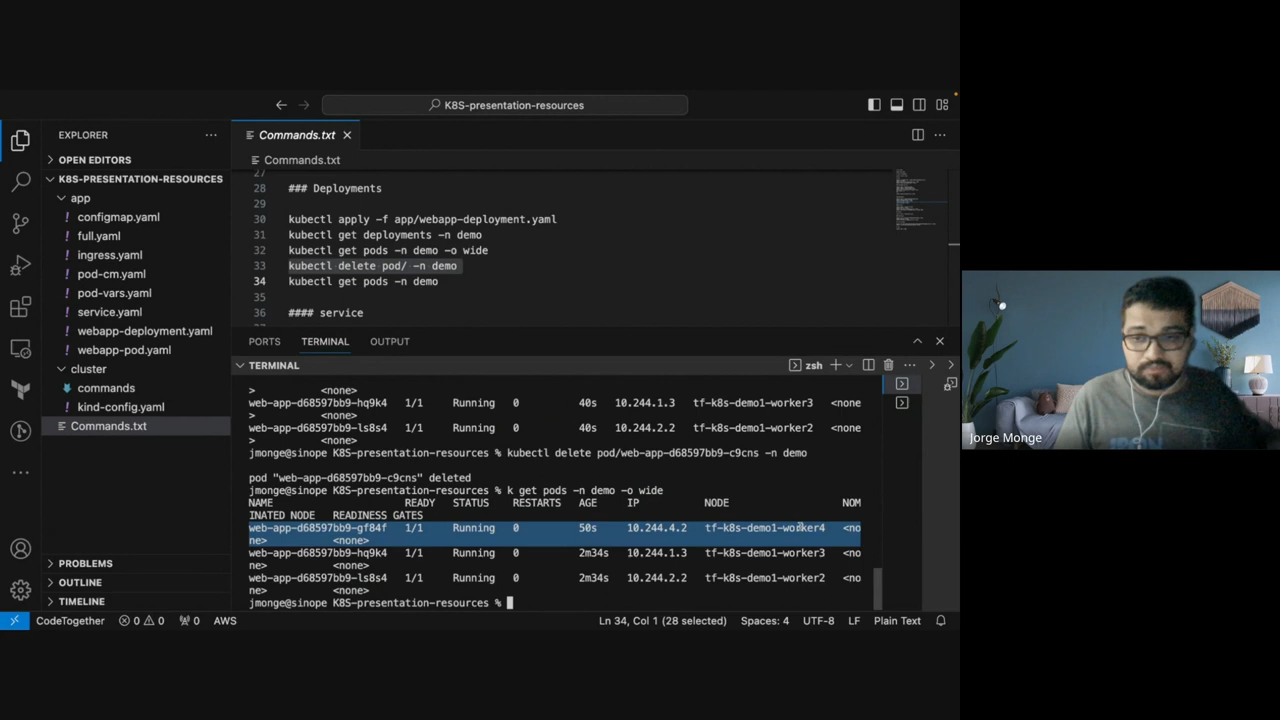 K8S-presentation-resources
EXPLORER
OPEN EDITORS
K8S-PRESENTATION-RESOURCES
app
! configmap.yaml
! full.yaml
! ingress.yaml
! pod-cm.yaml
! pod-vars.yaml
! service.yaml
! webapp-deployment.yaml
! webapp-pod.yaml
cluster
commands
! kind-config.yaml
Commands.txt
PROBLEMS
OUTLINE
TIMELINE
Commands.txt
Commands.txt
27
28 ### Deployments
29
30 kubectl apply -f app/webapp-deployment.yaml
31 kubectl get deployments -n demo
32 kubectl get pods -n demo -o wide
33 kubectl delete pod/ -n demo
34 kubectl get pods -n demo
35
36 #### service
PORTS TERMINAL OUTPUT
TERMINAL
zsh
> <none>
web-app-d68597bb9-hq9k4 1/1 Running 0 40s 10.244.1.3 tf-k8s-demo1-worker3 <none
> <none>
web-app-d68597bb9-ls8s4 1/1 Running 0 40s 10.244.2.2 tf-k8s-demo1-worker2 <none
> <none>
jmonge@sinope K8S-presentation-resources % kubectl delete pod/web-app-d68597bb9-c9cns -n demo
pod "web-app-d68597bb9-c9cns" deleted
jmonge@sinope K8S-presentation-resources % k get pods -n demo -o wide
NAME READY STATUS RESTARTS AGE IP NODE NOM
INATED NODE READINESS GATES
web-app-d68597bb9-gf84f 1/1 Running 0 50s 10.244.4.2 tf-k8s-demo1-worker4 <no
ne> <none>
web-app-d68597bb9-hq9k4 1/1 Running 0 2m34s 10.244.1.3 tf-k8s-demo1-worker3 <no
ne> <none>
web-app-d68597bb9-ls8s4 1/1 Running 0 2m34s 10.244.2.2 tf-k8s-demo1-worker2 <no
ne> <none>
jmonge@sinope K8S-presentation-resources %
CodeTogether 0 0 0 AWS
Ln 34, Col 1 (28 selected) Spaces: 4 UTF-8 LF Plain Text
Jorge Monge